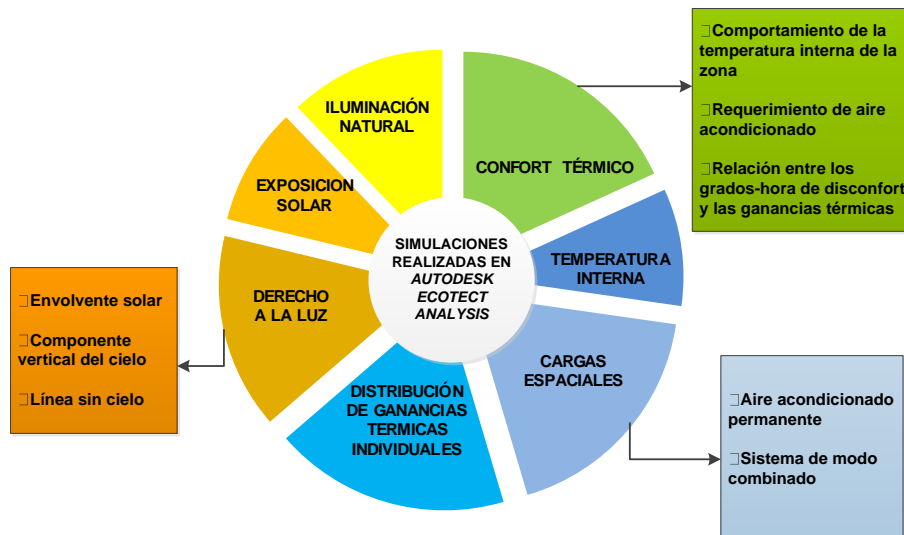 SIMULACIONES
REALIZADAS EN
AUTODESK
ECOTECT
ANALYSIS
ILUMINACIÓN
NATURAL
CONFORT TÉRMICO
TEMPERATURA
INTERNA
CARGAS
ESPACIALES
DISTRIBUCIÓN
DE GANANCIAS
TERMICAS
INDIVIDUALES
DERECHO
A LA LUZ
EXPOSICION
SOLAR
Comportamiento de la
temperatura interna de la
zona
Requerimiento de aire
acondicionado
Relación entre los
grados-hora de disconfort
y las ganancias térmicas
Aire acondicionado
permanente
Sistema de modo
combinado
Envolvente solar
Componente
vertical del cielo
Línea sin cielo